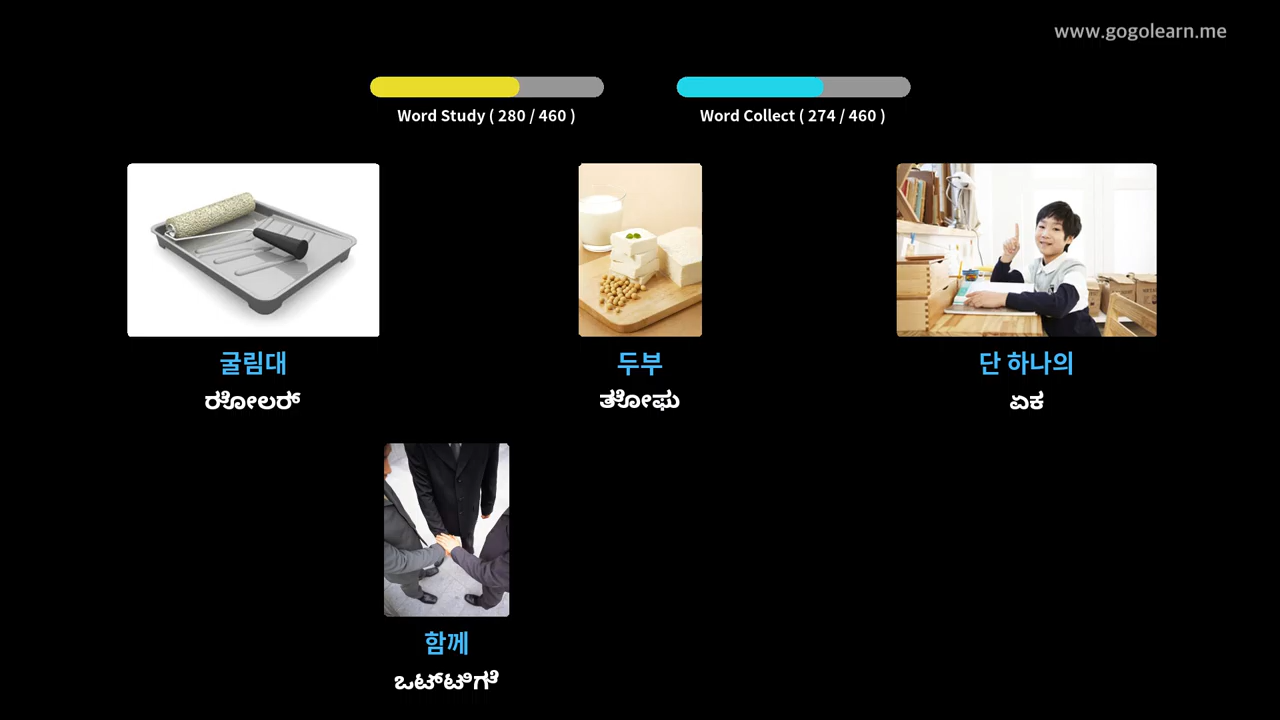 www.gogolearn.me
Word Study ( 280 / 460 )
Word Collect ( 274 / 460 )
굴림대
두부
단 하나의
ರೋಲರ್
ತೋಫು
ಏಕ
함께
ಒಟ್ಟಿಗೆ